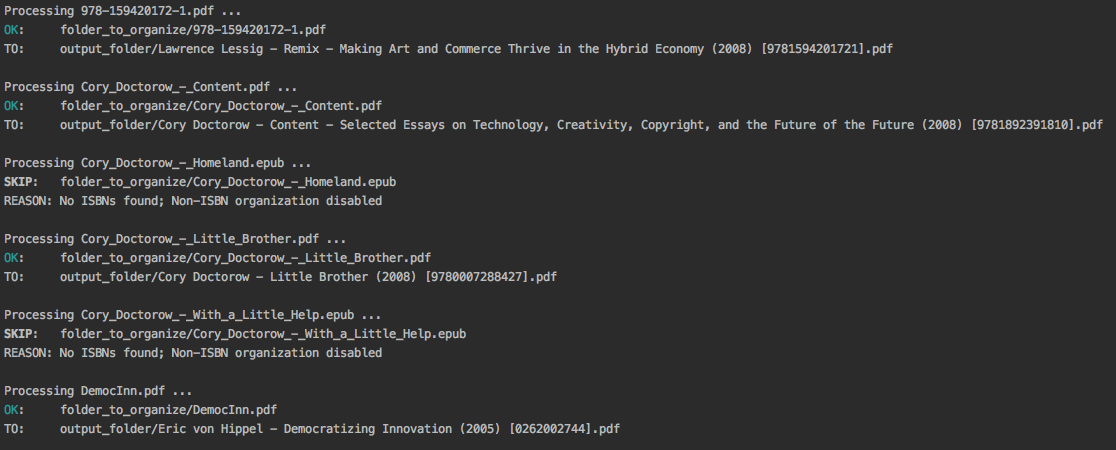 Processing 978-159420172-1.pdf ...
OK: folder_to_organize/978-159420172-1.pdf
TO: output_folder/Lawrence Lessig - Remix - Making Art and Commerce Thrive in the Hybrid Economy (2008) [9781594201721].pdf
Processing Cory_Doctorow_-_Content.pdf ...
OK: folder_to_organize/Cory_Doctorow_-_Content.pdf
TO: output_folder/Cory Doctorow - Content - Selected Essays on Technology, Creativity, Copyright, and the Future of the Future (2008) [9781892391810].pdf
Processing Cory_Doctorow_-_Homeland.epub ...
SKIP: folder_to_organize/Cory_Doctorow_-_Homeland.epub
REASON: No ISBNs found; Non-ISBN organization disabled
Processing Cory_Doctorow_-_Little_Brother.pdf ...
OK: folder_to_organize/Cory_Doctorow_-_Little_Brother.pdf
TO: output_folder/Cory Doctorow - Little Brother (2008) [9780007288427].pdf
Processing Cory_Doctorow_-_With_a_Little_Help.epub ...
SKIP: folder_to_organize/Cory_Doctorow_-_With_a_Little_Help.epub
REASON: No ISBNs found; Non-ISBN organization disabled
Processing DemocInn.pdf ...
OK: folder_to_organize/DemocInn.pdf
TO: output_folder/Eric von Hippel - Democratizing Innovation (2005) [0262002744].pdf